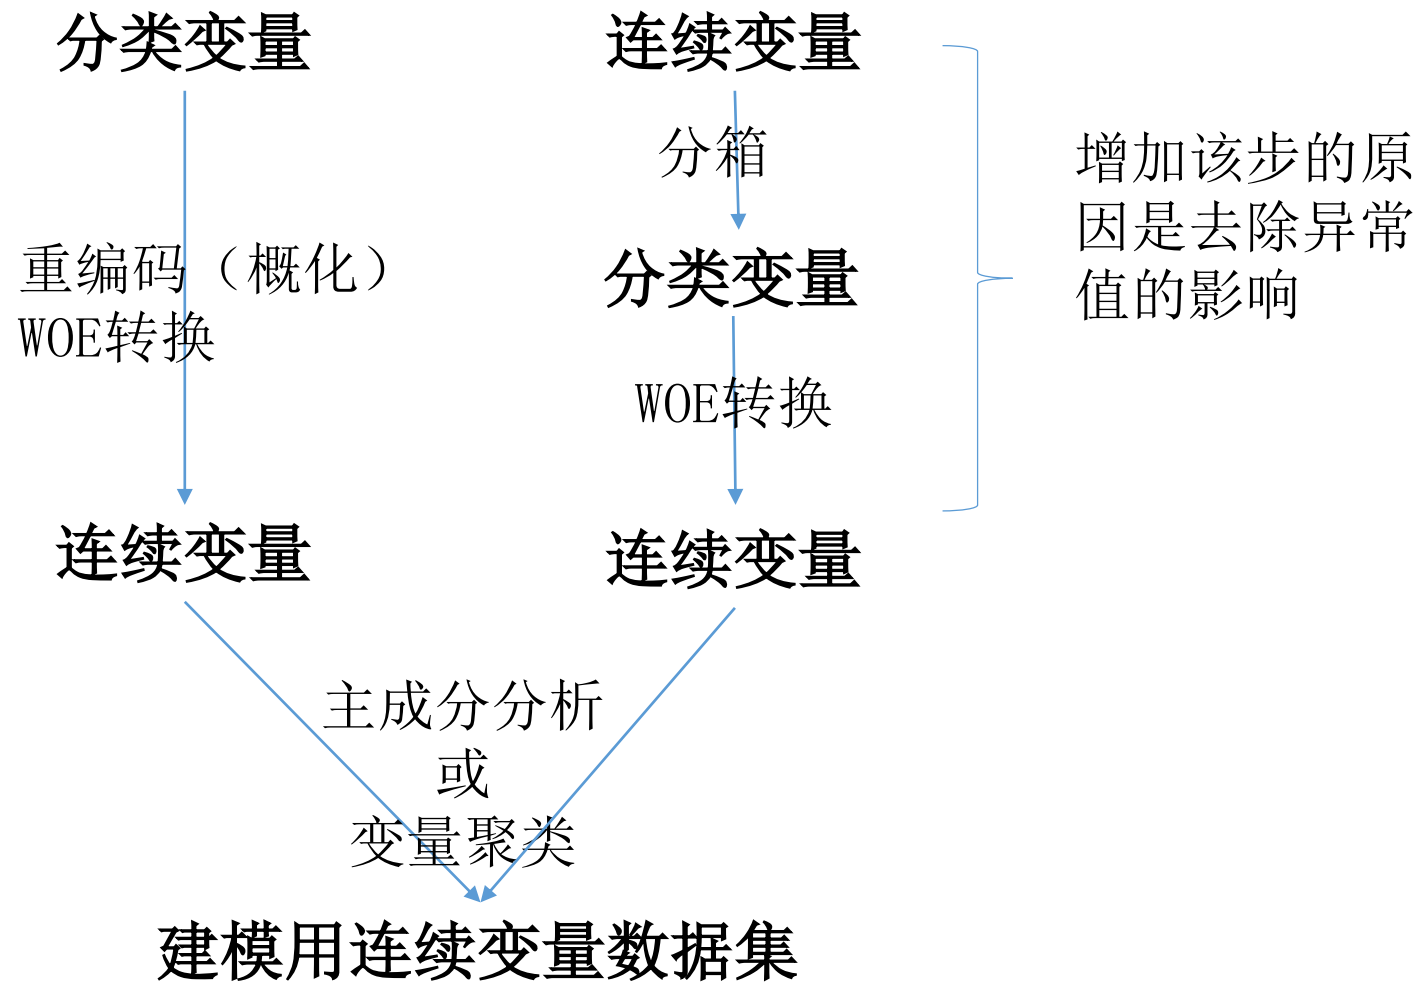 分类变量
连续变量
分箱
增加该步的原
因是去除异常
值的影响
重编码（概化）
WOE转换
分类变量
WOE转换
连续变量
连续变量
主成分分析
或
变量聚类
建模用连续变量数据集